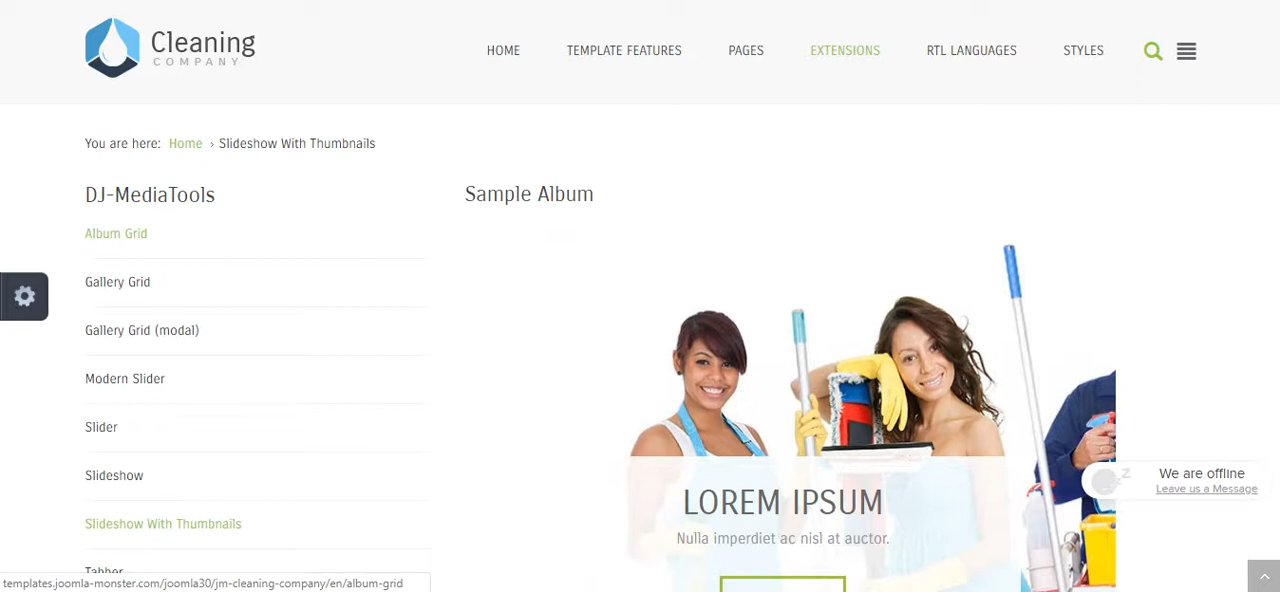 Cleaning
COMPANY
HOME TEMPLATE FEATURES PAGES EXTENSIONS RTL LANGUAGES STYLES
You are here: Home › Slideshow With Thumbnails
DJ-MediaTools
Sample Album
Album Grid
Gallery Grid
Gallery Grid (modal)
Modern Slider
Slider
Slideshow
Slideshow With Thumbnails
Tabber
LOREM IPSUM
Nulla imperdiet ac nisl at auctor.
We are offline
Leave us a Message
templates.joomla-monster.com/joomla30/jm-cleaning-company/en/album-grid